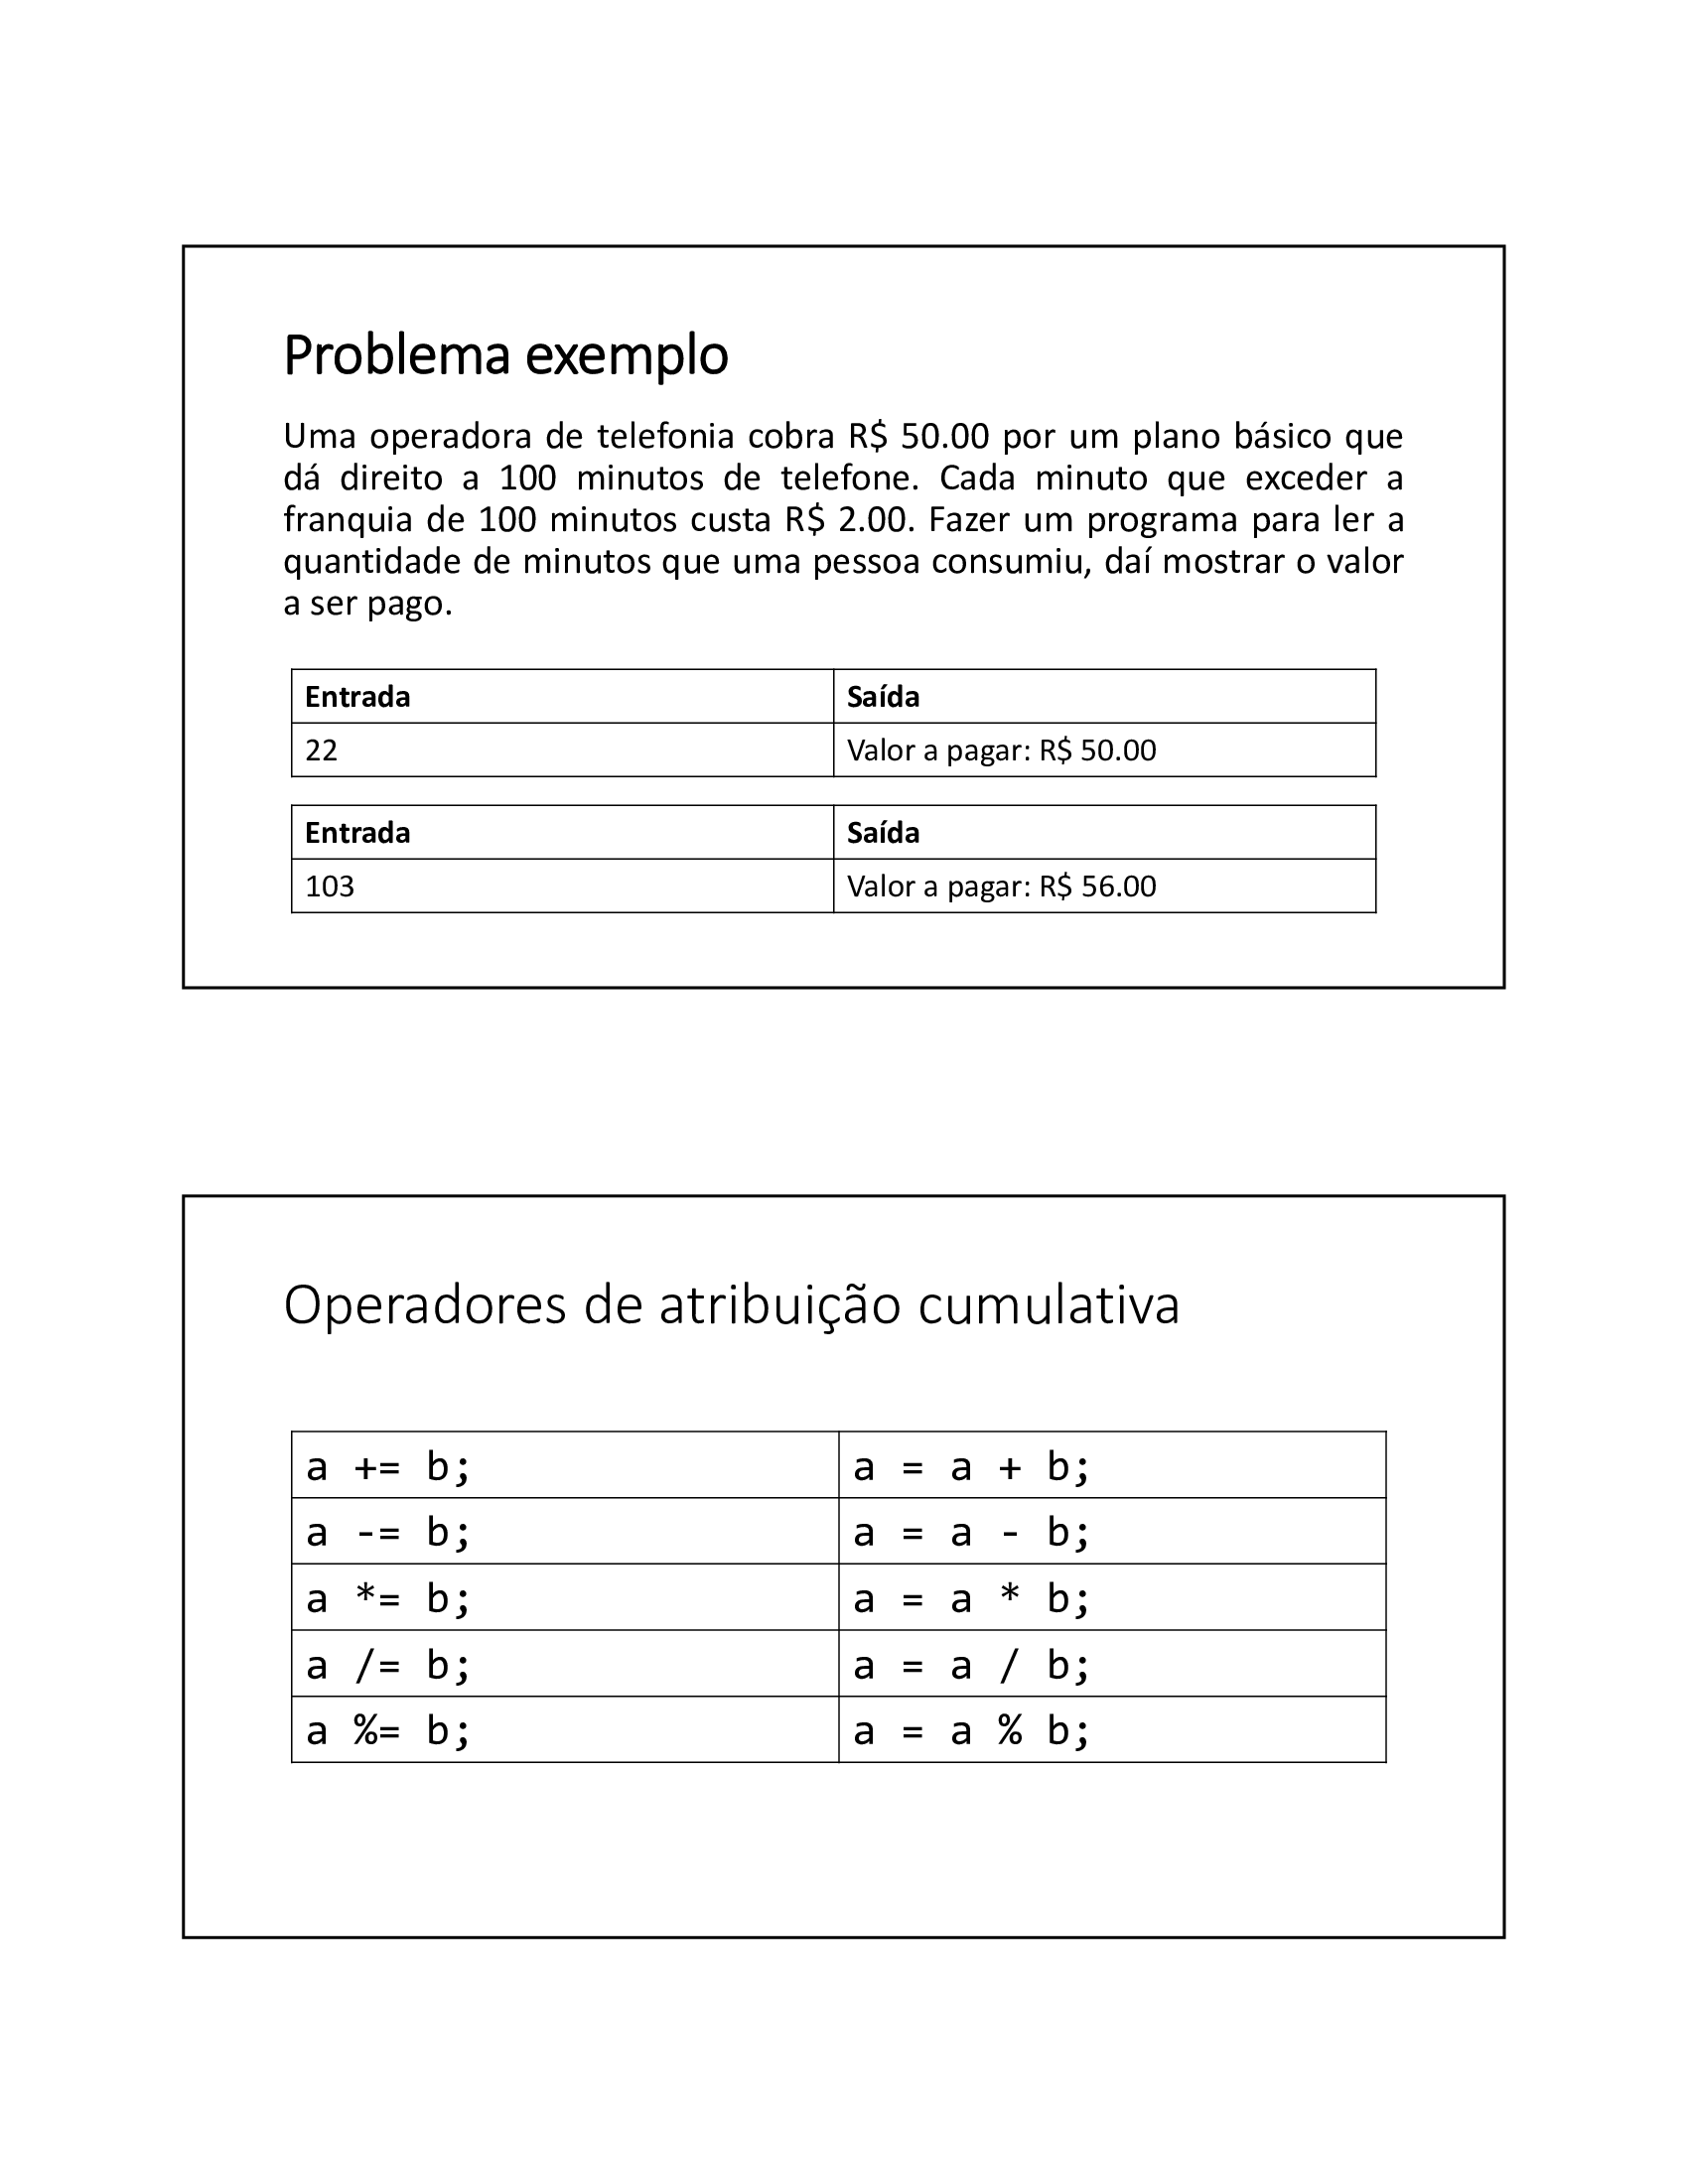 Problema exemplo
Uma operadora de telefonia cobra R$ 50.00 por um plano básico que
dá direito a 100 minutos de telefone. Cada minuto que exceder a
franquia de 100 minutos custa R$ 2.00. Fazer um programa para ler a
quantidade de minutos que uma pessoa consumiu, daí mostrar o valor
a ser pago.
Entrada Saída
22 Valor a pagar: R$ 50.00
Entrada Saída
103 Valor a pagar: R$ 56.00
Operadores de atribuição cumulativa
a += b; a = a + b;
a -= b; a = a - b;
a *= b; a = a * b;
a /= b; a = a / b;
a %= b; a = a % b;